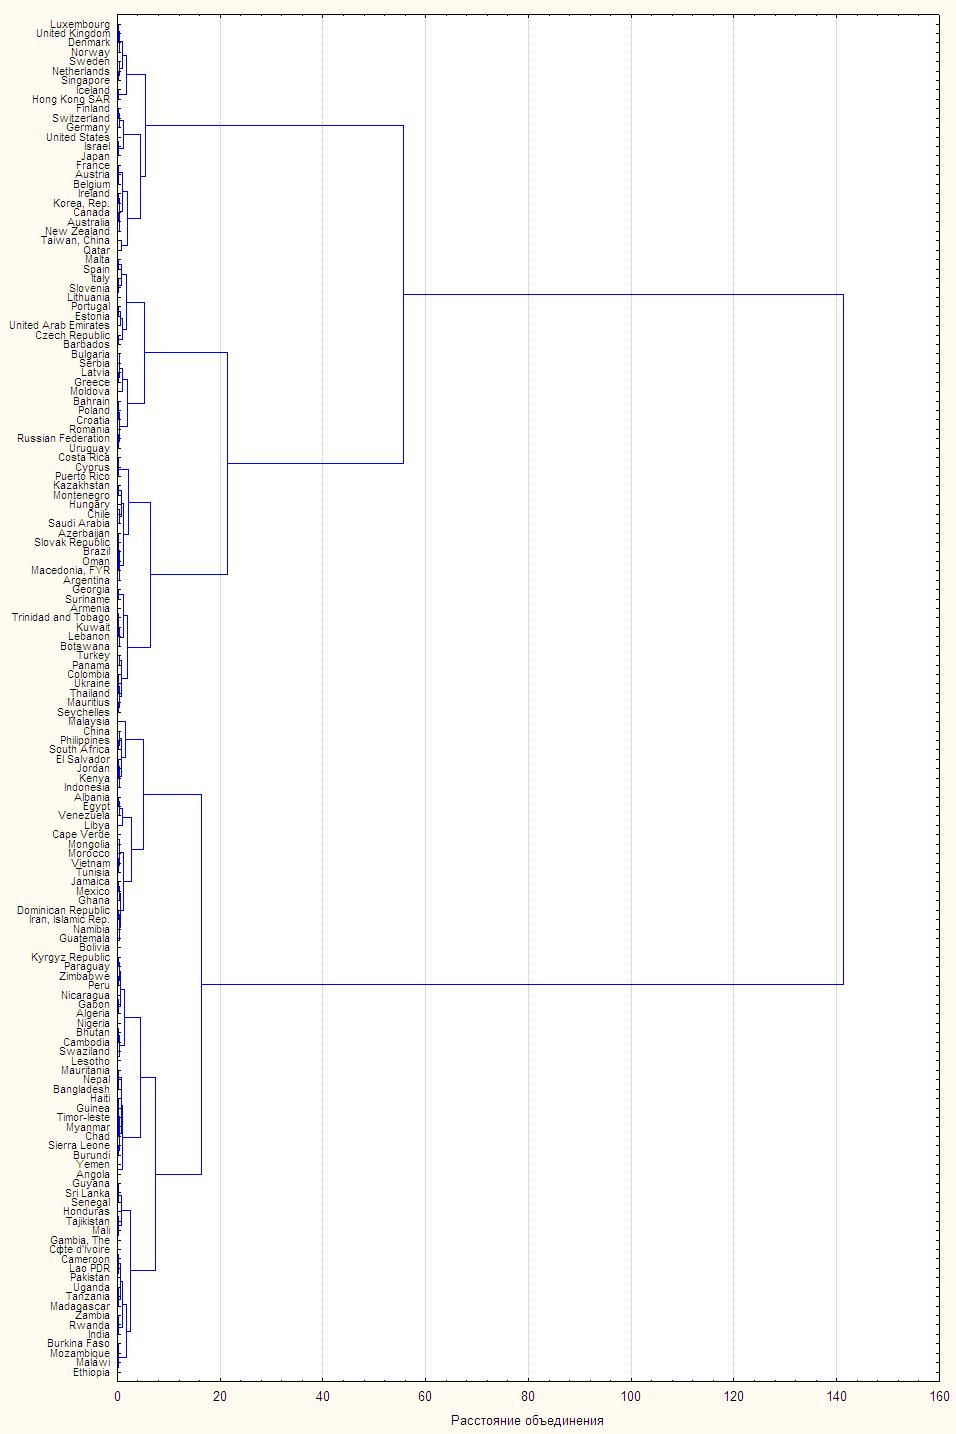 Luxembourg
United Kingdom
Denmark
Norway
Sweden
Netherlands
Singapore
Iceland
Hong Kong SAR
Finland
Switzerland
Germany
United States
Israel
Japan
France
Austria
Belgium
Ireland
Korea, Rep.
Canada
Australia
New Zealand
Taiwan, China
Qatar
Malta
Spain
Italy
Slovenia
Lithuania
Portugal
Estonia
United Arab Emirates
Czech Republic
Barbados
Bulgaria
Serbia
Latvia
Greece
Moldova
Bahrain
Poland
Croatia
Romania
Russian Federation
Uruguay
Costa Rica
Cyprus
Puerto Rico
Kazakhstan
Montenegro
Hungary
Chile
Saudi Arabia
Azerbaijan
Slovak Republic
Brazil
Oman
Macedonia, FYR
Argentina
Georgia
Suriname
Armenia
Trinidad and Tobago
Kuwait
Lebanon
Botswana
Turkey
Panama
Colombia
Ukraine
Thailand
Mauritius
Seychelles
Malaysia
China
Philippines
South Africa
El Salvador
Jordan
Kenya
Indonesia
Albania
Egypt
Venezuela
Libya
Cape Verde
Mongolia
Morocco
Vietnam
Tunisia
Jamaica
Mexico
Ghana
Dominican Republic
Iran, Islamic Rep.
Namibia
Guatemala
Bolivia
Kyrgyz Republic
Paraguay
Zimbabwe
Peru
Nicaragua
Gabon
Algeria
Nigeria
Bhutan
Cambodia
Swaziland
Lesotho
Mauritania
Nepal
Bangladesh
Haiti
Guinea
Timor-leste
Myanmar
Chad
Sierra Leone
Burundi
Yemen
Angola
Guyana
Sri Lanka
Senegal
Honduras
Tajikistan
Mali
Gambia, The
Cфte d'Ivoire
Cameroon
Lao PDR
Pakistan
Uganda
Tanzania
Madagascar
Zambia
Rwanda
India
Burkina Faso
Mozambique
Malawi
Ethiopia
0 20 40 60 80 100 120 140 160
Расстояние объединения